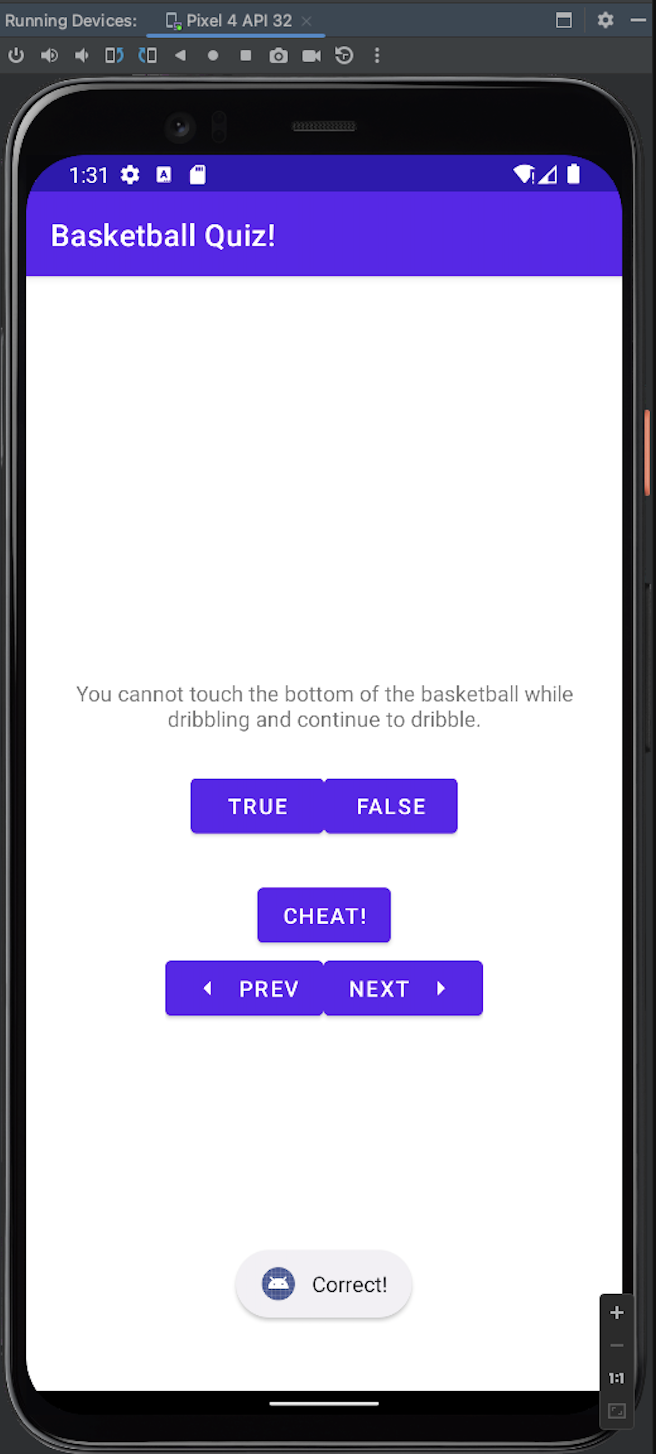 Running Devices: Pixel 4 API 32
1:31
Basketball Quiz!
You cannot touch the bottom of the basketball while
dribbling and continue to dribble.
TRUE FALSE
CHEAT!
PREV NEXT
Correct!
1:1